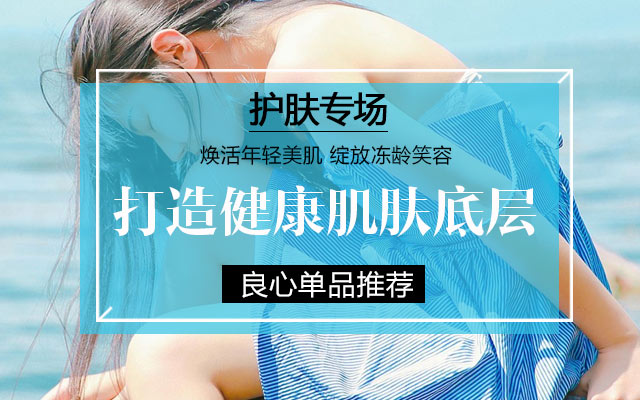 护肤专场
焕活年轻美肌 绽放冻龄笑容
打造健康肌肤底层
良心单品推荐